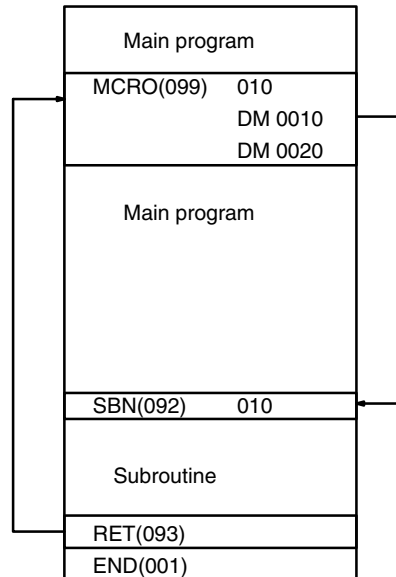 Main program
MCRO(099) 010
DM 0010
DM 0020
Main program
SBN(092) 010
Subroutine
RET(093)
END(001)